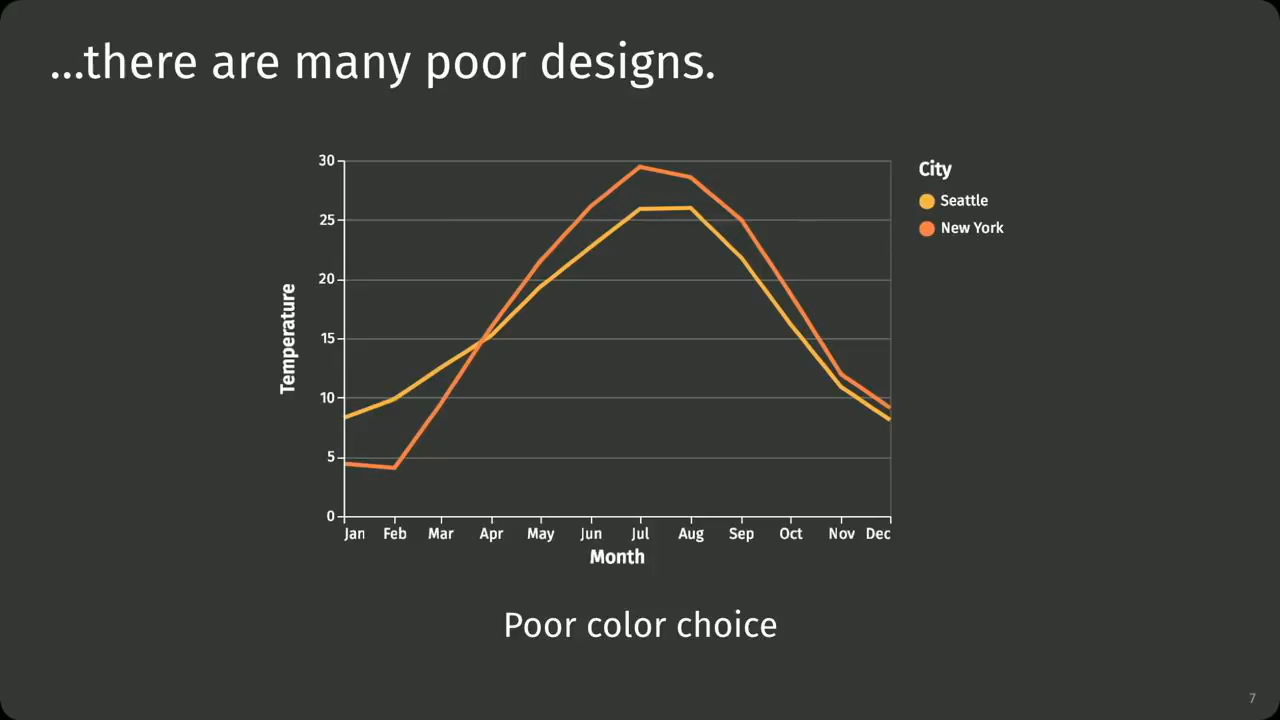 ...there are many poor designs.
30
25
20
15
10
5
0
Temperature
Jan Feb Mar Apr May Jun Jul Aug Sep Oct Nov Dec
Month
City
Seattle
New York
Poor color choice
7